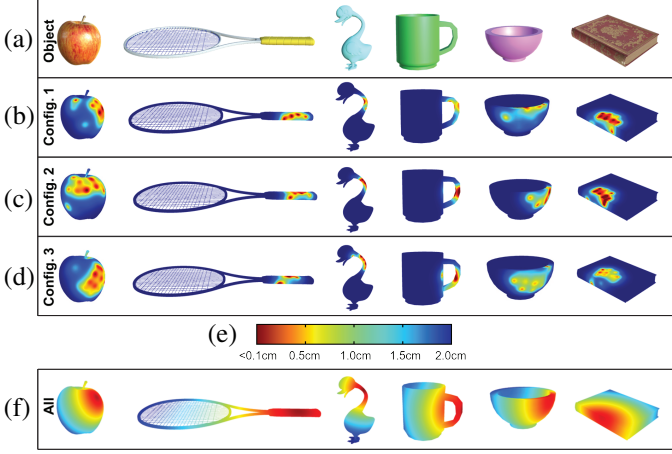 (a) Object
(b) Config. 1
(c) Config. 2
(d) Config. 3
(e)
<0.1cm 0.5cm 1.0cm 1.5cm 2.0cm
(f) All